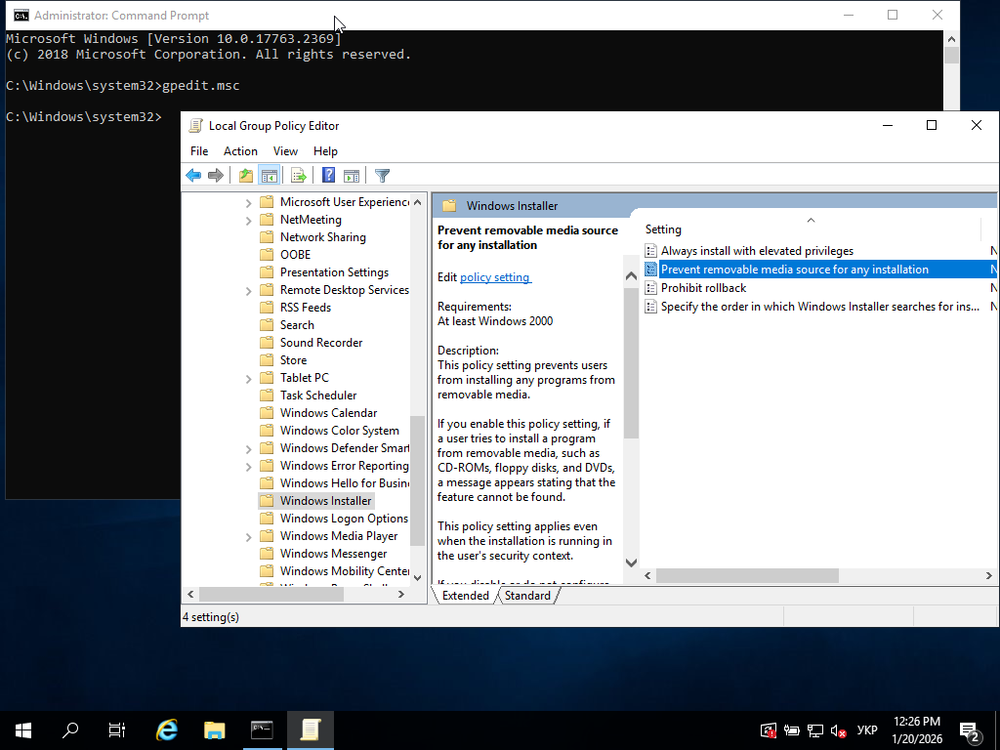 Administrator: Command Prompt
Microsoft Windows [Version 10.0.17763.2369]
(c) 2018 Microsoft Corporation. All rights reserved.
C:\Windows\system32>gpedit.msc
C:\Windows\system32>
Local Group Policy Editor
File Action View Help
Microsoft User Experienc
NetMeeting
Network Sharing
OOBE
Presentation Settings
Remote Desktop Services
RSS Feeds
Search
Sound Recorder
Store
Tablet PC
Task Scheduler
Windows Calendar
Windows Color System
Windows Defender Smart
Windows Error Reporting
Windows Hello for Busin
Windows Installer
Windows Logon Options
Windows Media Player
Windows Messenger
Windows Mobility Center
Windows Installer
Prevent removable media source
for any installation
Edit policy setting
Requirements:
At least Windows 2000
Description:
This policy setting prevents users
from installing any programs from
removable media.
If you enable this policy setting, if
a user tries to install a program
from removable media, such as
CD-ROMs, floppy disks, and DVDs,
a message appears stating that the
feature cannot be found.
This policy setting applies even
when the installation is running in
the user's security context.
If you disable or do not configure
Setting
Always install with elevated privileges N
Prevent removable media source for any installation N
Prohibit rollback N
Specify the order in which Windows Installer searches for ins... N
Extended Standard
4 setting(s)
УКР
12:26 PM
1/20/2026
2